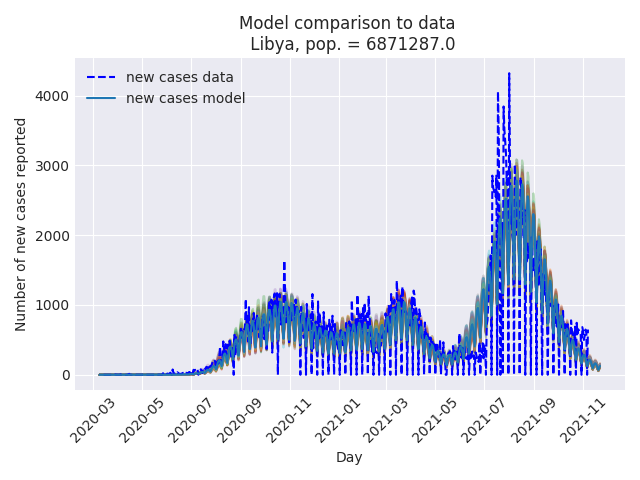 Model comparison to data
Libya, pop. = 6871287.0
new cases data
new cases model
Number of new cases reported
4000
3000
2000
1000
0
2020-03
2020-05
2020-07
2020-09
2020-11
2021-01
2021-03
2021-05
2021-07
2021-09
2021-11
Day